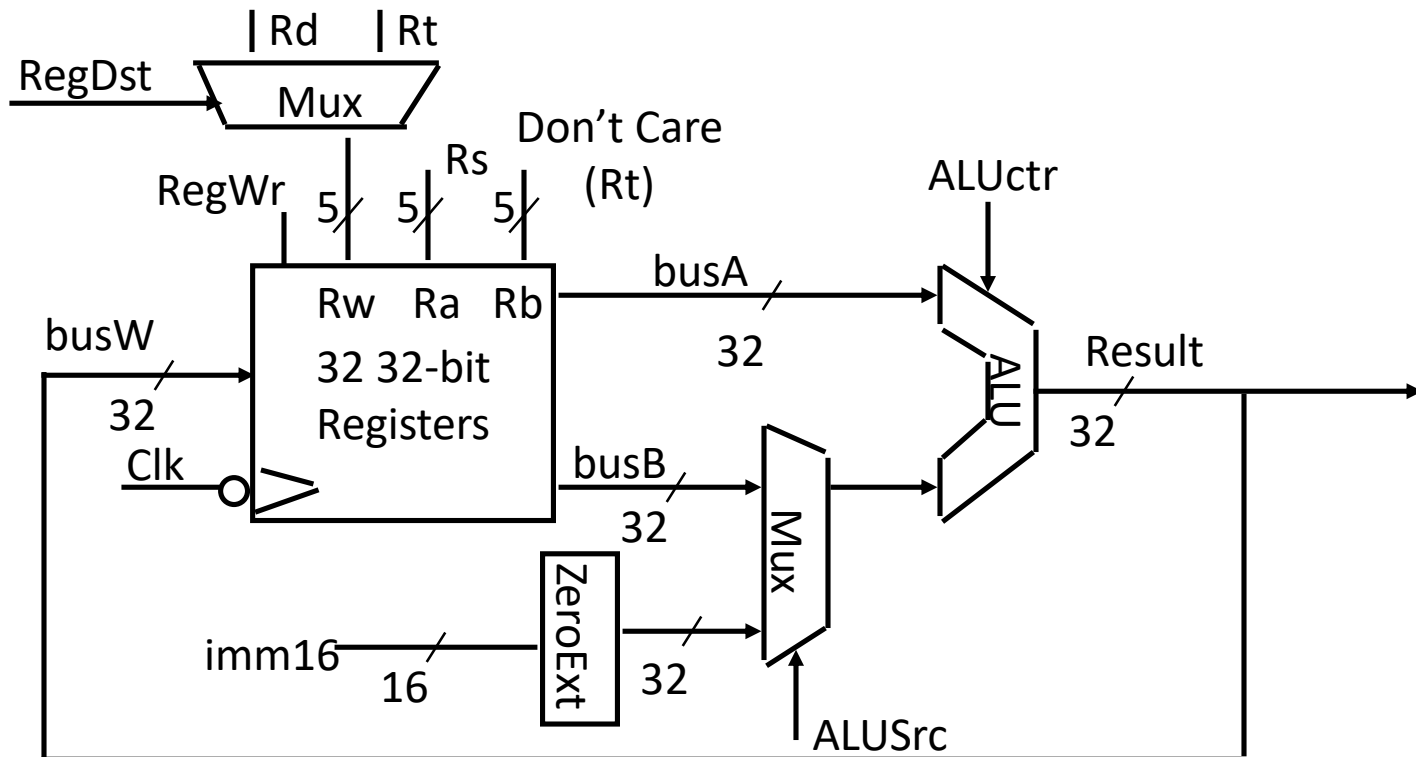 Rd Rt
RegDst
Mux
Don't Care
(Rt)
Rs
RegWr
5 5 5
ALUctr
Rw Ra Rb
busA
32
busW
32
32 32-bit
Registers
ALU
Result
32
Clk
busB
32
Mux
ZeroExt
imm16
16
32
ALUSrc